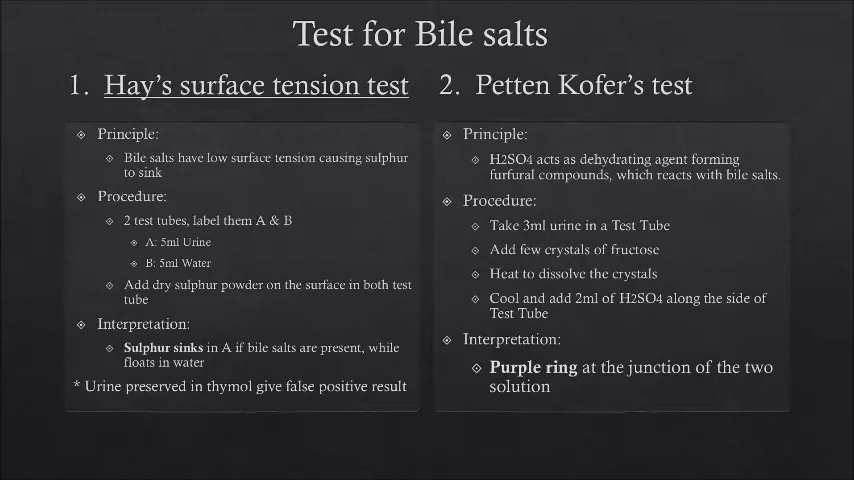 Test for Bile salts
1. Hay's surface tension test
Principle:
Bile salts have low surface tension causing sulphur
to sink
Procedure:
2 test tubes, label them A & B
A: 5ml Urine
B: 5ml Water
Add dry sulphur powder on the surface in both test
tube
Interpretation:
Sulphur sinks in A if bile salts are present, while
floats in water
* Urine preserved in thymol give false positive result
2. Petten Kofer's test
Principle:
H2SO4 acts as dehydrating agent forming
furfural compounds, which reacts with bile salts.
Procedure:
Take 3ml urine in a Test Tube
Add few crystals of fructose
Heat to dissolve the crystals
Cool and add 2ml of H2SO4 along the side of
Test Tube
Interpretation:
Purple ring at the junction of the two
solution